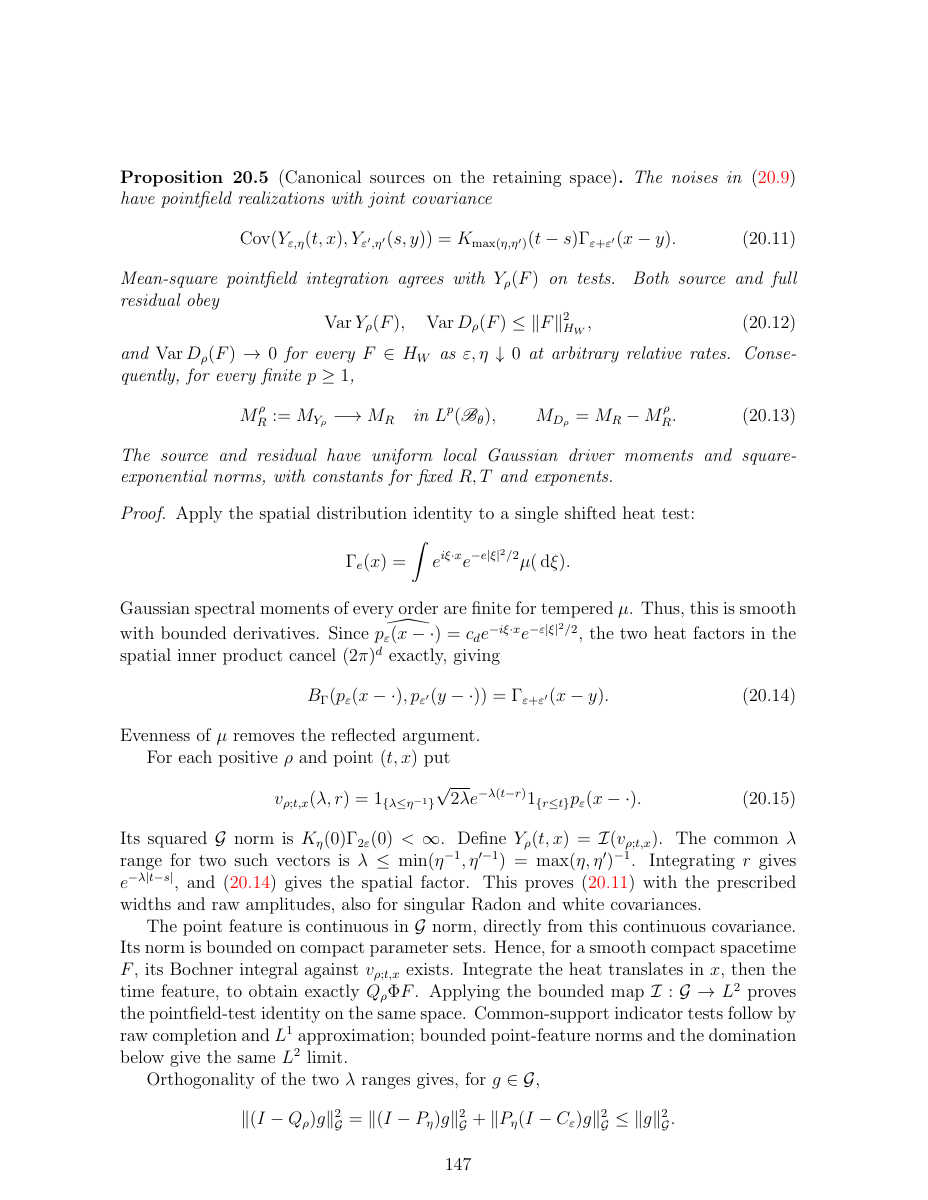 Proposition 20.5 (Canonical sources on the retaining space). The noises in (20.9)
have pointfield realizations with joint covariance
Cov(Y_{ε,η}(t, x), Y_{ε′,η′}(s, y)) = K_{max(η,η′)}(t − s)Γ_{ε+ε′}(x − y). (20.11)
Mean-square pointfield integration agrees with Y_ρ(F) on tests. Both source and full
residual obey
Var Y_ρ(F), Var D_ρ(F) ≤ ‖F‖²_{H_W}, (20.12)
and Var D_ρ(F) → 0 for every F ∈ H_W as ε, η ↓ 0 at arbitrary relative rates. Conse-
quently, for every finite p ≥ 1,
M_R^ρ := M_{Y_ρ} ⟶ M_R in L^p(ℬ_θ), M_{D_ρ} = M_R − M_R^ρ. (20.13)
The source and residual have uniform local Gaussian driver moments and square-
exponential norms, with constants for fixed R, T and exponents.
Proof. Apply the spatial distribution identity to a single shifted heat test:
Γ_e(x) = ∫ e^{iξ·x}e^{−e|ξ|²/2}μ( dξ).
Gaussian spectral moments of every order are finite for tempered μ. Thus, this is smooth
with bounded derivatives. Since \widehat{p_ε(x − ·)} = c_d e^{−iξ·x}e^{−ε|ξ|²/2}, the two heat factors in the
spatial inner product cancel (2π)^d exactly, giving
B_Γ(p_ε(x − ·), p_{ε′}(y − ·)) = Γ_{ε+ε′}(x − y). (20.14)
Evenness of μ removes the reflected argument.
For each positive ρ and point (t, x) put
v_{ρ;t,x}(λ, r) = 1_{{λ≤η^{−1}}}√2λe^{−λ(t−r)}1_{{r≤t}}p_ε(x − ·). (20.15)
Its squared 𝒢 norm is K_η(0)Γ_{2ε}(0) < ∞. Define Y_ρ(t, x) = ℐ(v_{ρ;t,x}). The common λ
range for two such vectors is λ ≤ min(η^{−1}, η′^{−1}) = max(η, η′)^{−1}. Integrating r gives
e^{−λ|t−s|}, and (20.14) gives the spatial factor. This proves (20.11) with the prescribed
widths and raw amplitudes, also for singular Radon and white covariances.
The point feature is continuous in 𝒢 norm, directly from this continuous covariance.
Its norm is bounded on compact parameter sets. Hence, for a smooth compact spacetime
F, its Bochner integral against v_{ρ;t,x} exists. Integrate the heat translates in x, then the
time feature, to obtain exactly Q_ρΦF. Applying the bounded map ℐ : 𝒢 → L² proves
the pointfield-test identity on the same space. Common-support indicator tests follow by
raw completion and L¹ approximation; bounded point-feature norms and the domination
below give the same L² limit.
Orthogonality of the two λ ranges gives, for g ∈ 𝒢,
‖(I − Q_ρ)g‖²_𝒢 = ‖(I − P_η)g‖²_𝒢 + ‖P_η(I − C_ε)g‖²_𝒢 ≤ ‖g‖²_𝒢.
147